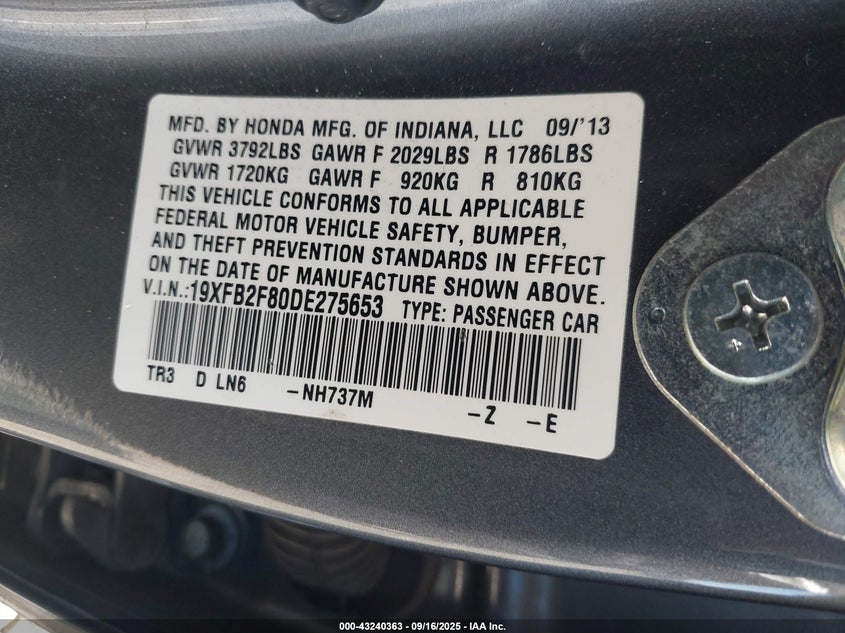 MFD. BY HONDA MFG. OF INDIANA, LLC 09/'13
GVWR 3792LBS GAWR F 2029LBS R 1786LBS
GVWR 1720KG GAWR F 920KG R 810KG
THIS VEHICLE CONFORMS TO ALL APPLICABLE
FEDERAL MOTOR VEHICLE SAFETY, BUMPER,
AND THEFT PREVENTION STANDARDS IN EFFECT
ON THE DATE OF MANUFACTURE SHOWN ABOVE.
V.I.N.:19XFB2F80DE275653 TYPE: PASSENGER CAR
TR3 D LN6 -NH737M -Z -E
000-43240363 - 09/16/2025 - IAA Inc.